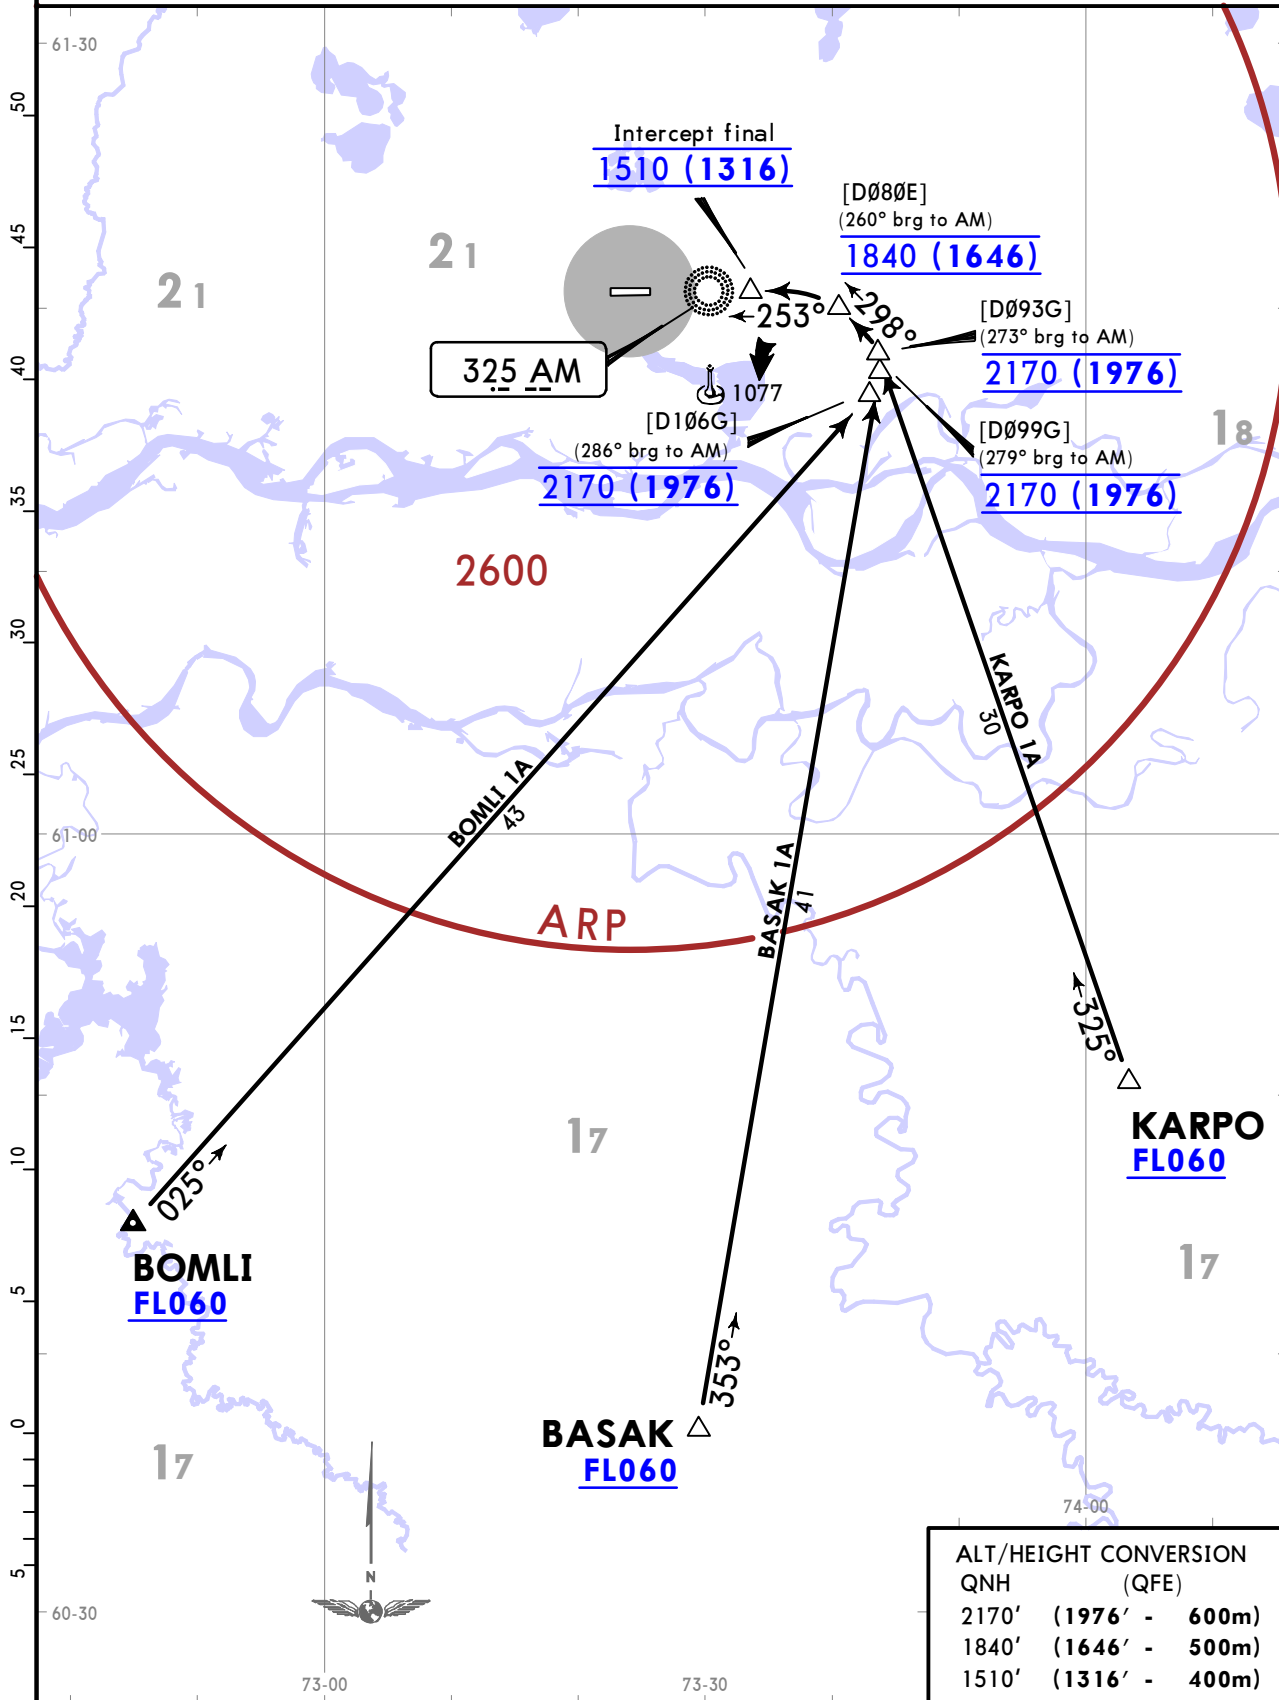 61-30
50
Intercept final
1510 (1316)
[DØ8ØE]
(260° brg to AM)
1840 (1646)
45
21
21
253°
298°
[DØ93G]
(273° brg to AM)
2170 (1976)
40
325 AM
1077
[D1Ø6G]
(286° brg to AM)
2170 (1976)
[DØ99G]
(279° brg to AM)
2170 (1976)
18
35
2600
30
KARPO 1A
30
25
BOMLI 1A
43
61-00
BASAK 1A
41
20
ARP
15
325°
17
KARPO
FL060
10
025°
BOMLI
FL060
17
5
353°
BASAK
FL060
0
17
74-00
5
N
60-30
73-00
73-30
ALT/HEIGHT CONVERSION
QNH (QFE)
2170' (1976' - 600m)
1840' (1646' - 500m)
1510' (1316' - 400m)